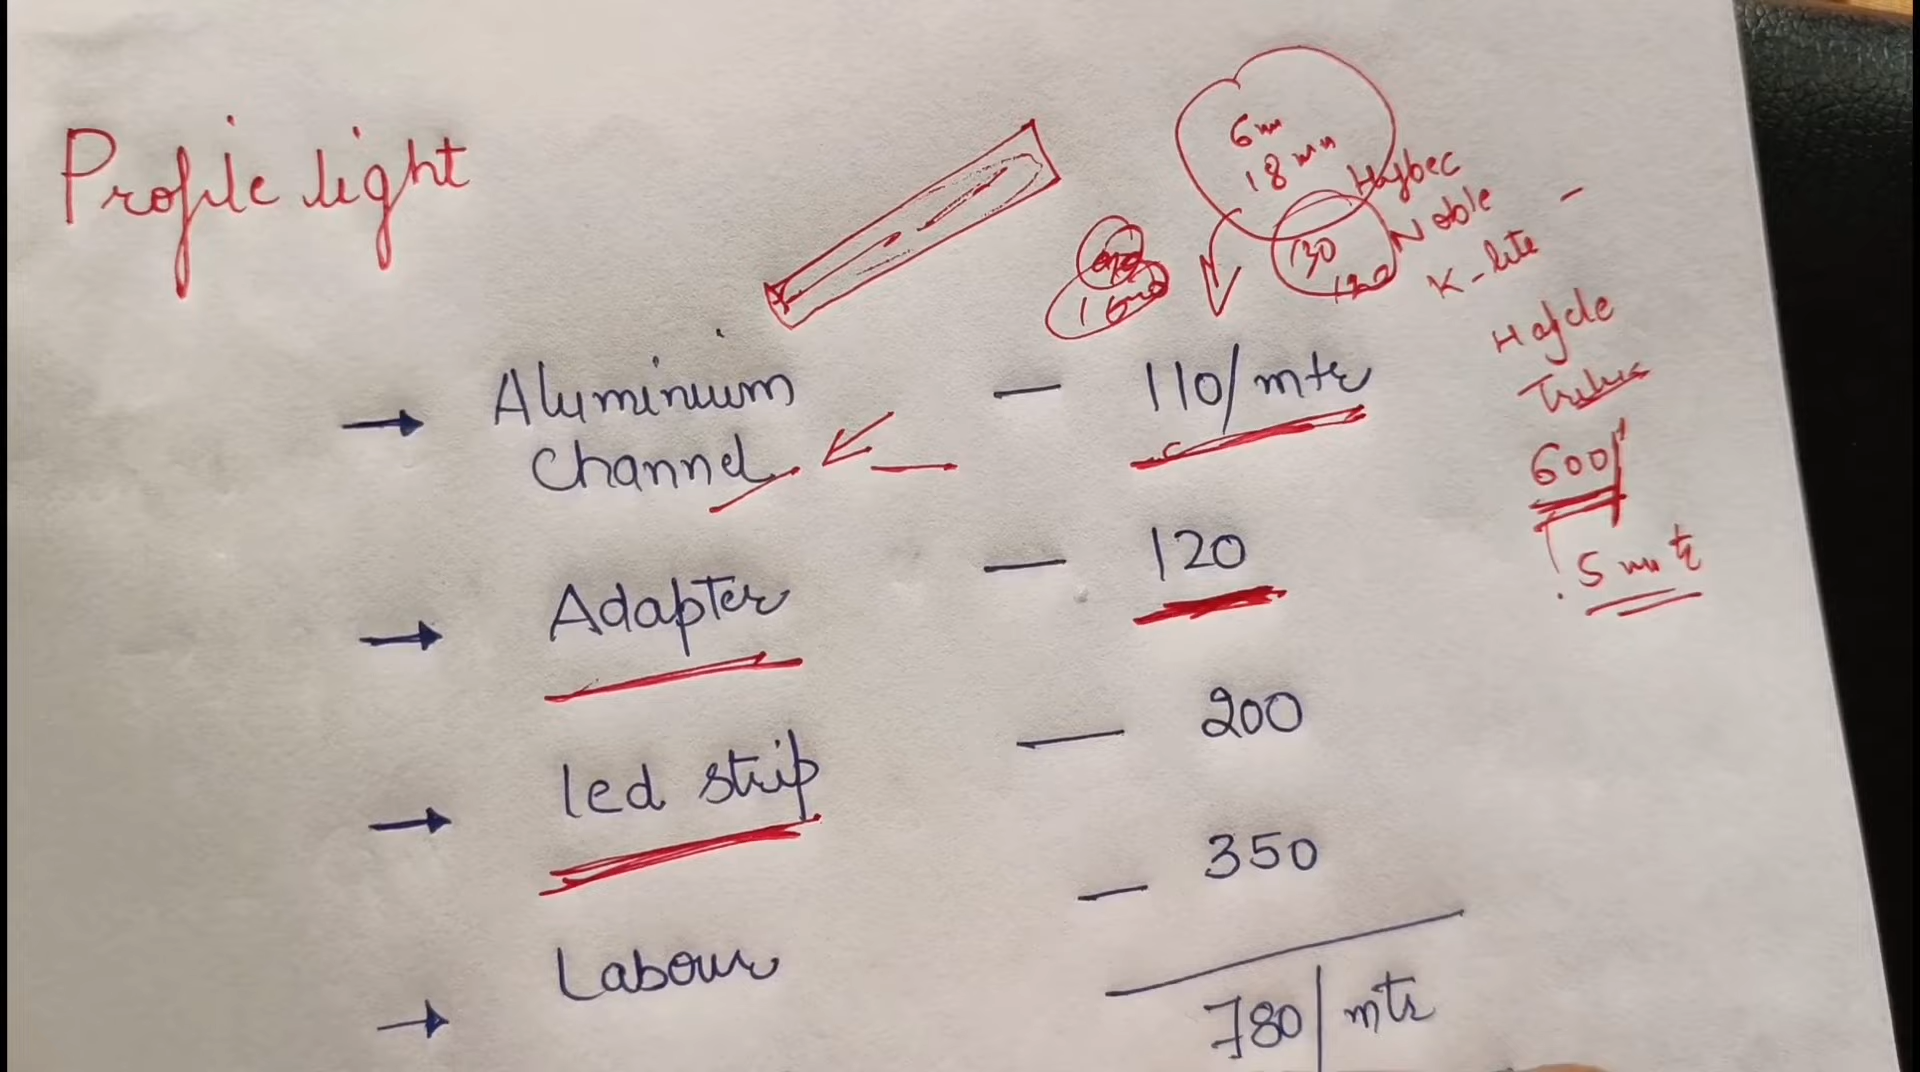 Profile light
6mm
18mm
130
120
Noble
K-lite
Hafele
→ Aluminium — 110/mtr
Channel
600/
5 mtr
→ Adapter — 120
→ led strip — 200
→ Labour — 350
780/mtr